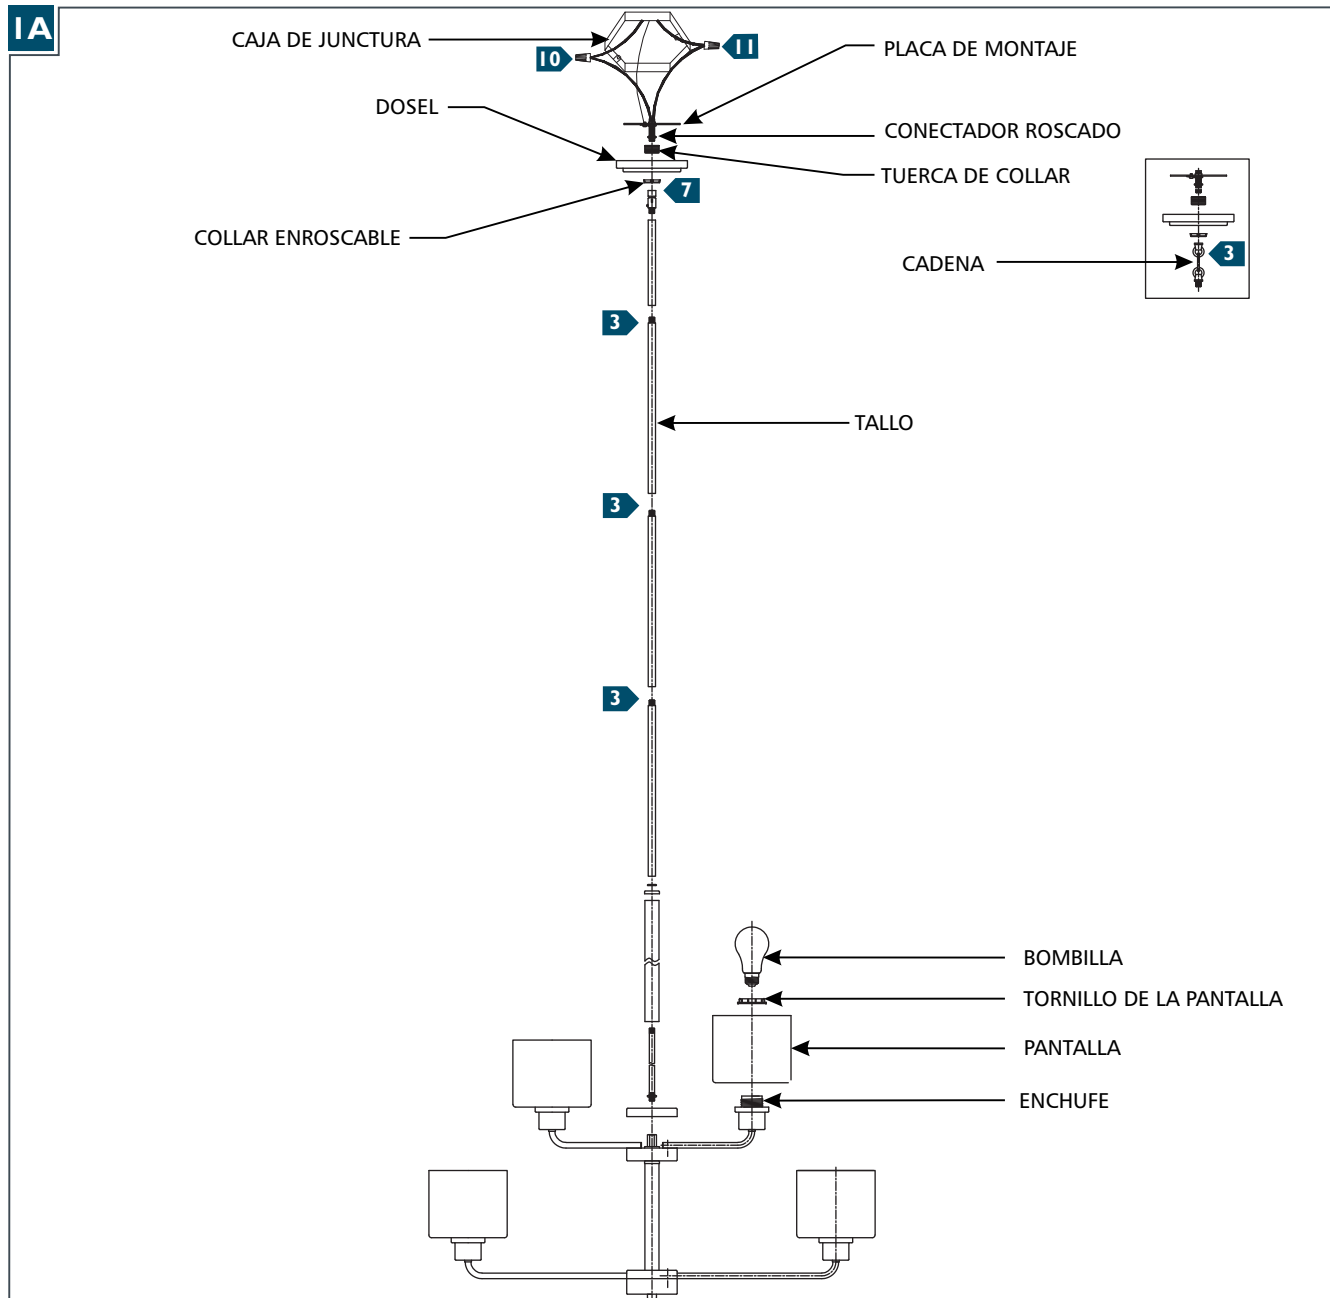 1A
CAJA DE JUNCTURA
10
11
PLACA DE MONTAJE
DOSEL
CONECTADOR ROSCADO
TUERCA DE COLLAR
7
COLLAR ENROSCABLE
3
CADENA
3
TALLO
3
3
BOMBILLA
TORNILLO DE LA PANTALLA
PANTALLA
ENCHUFE